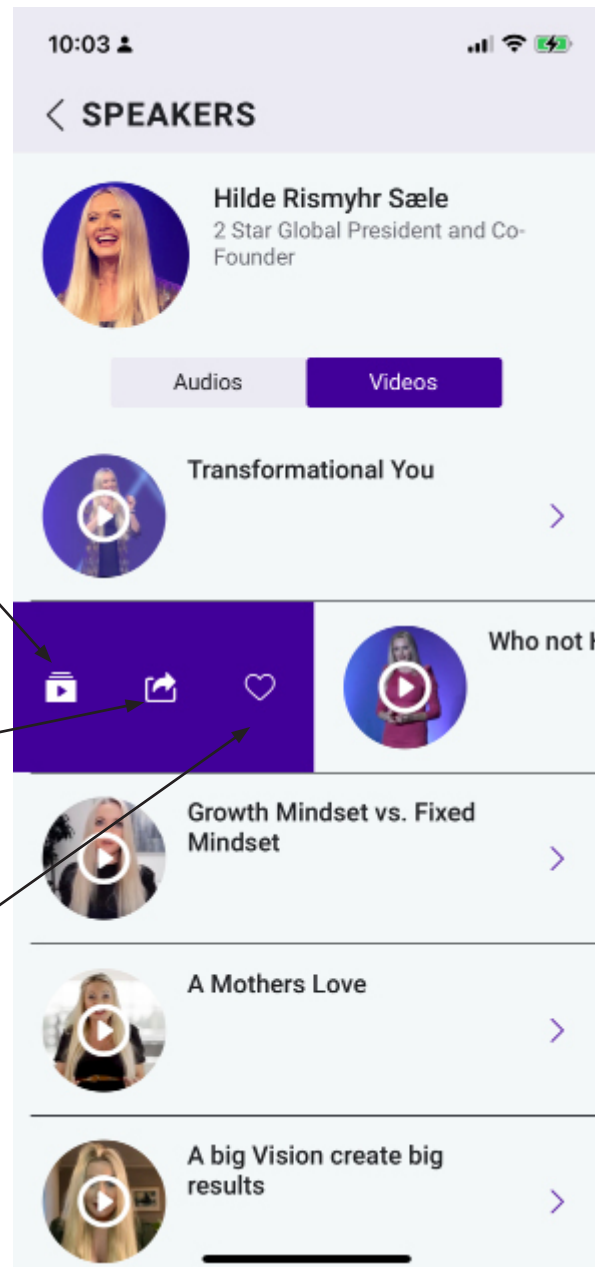 10:03
SPEAKERS
Hilde Rismyhr Sæle
2 Star Global President and Co-
Founder
Audios
Videos
Transformational You
Who not
Growth Mindset vs. Fixed
Mindset
A Mothers Love
A big Vision create big
results